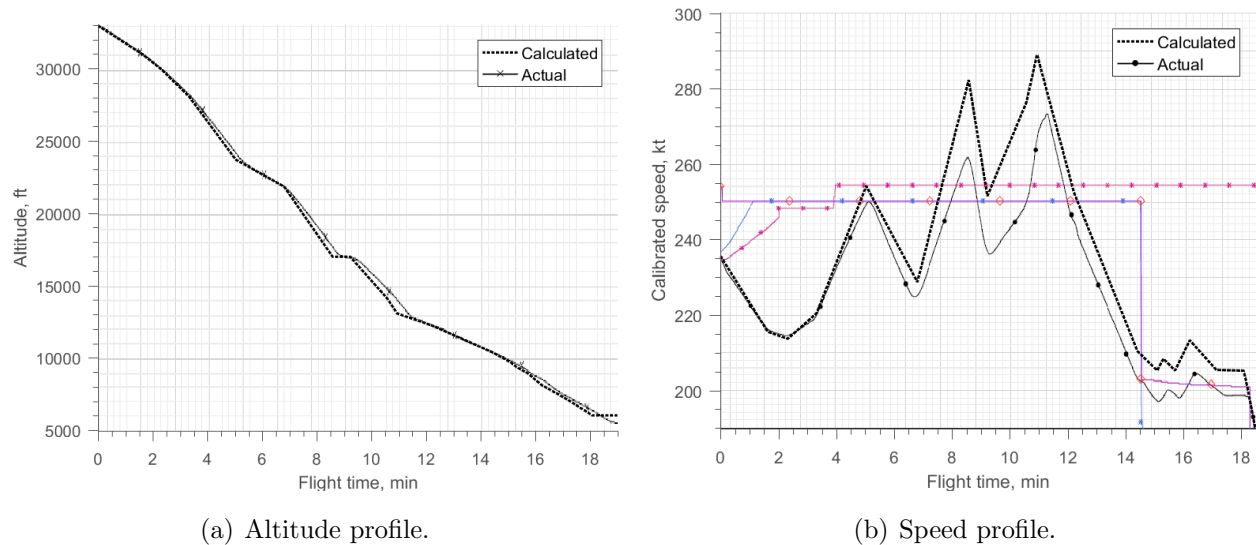 30000
25000
20000
15000
10000
5000
Altitude, ft
Calculated
Actual
0 2 4 6 8 10 12 14 16 18
Flight time, min
(a) Altitude profile.
300
280
260
240
220
200
Calibrated speed, kt
Calculated
Actual
0 2 4 6 8 10 12 14 16 18
Flight time, min
(b) Speed profile.